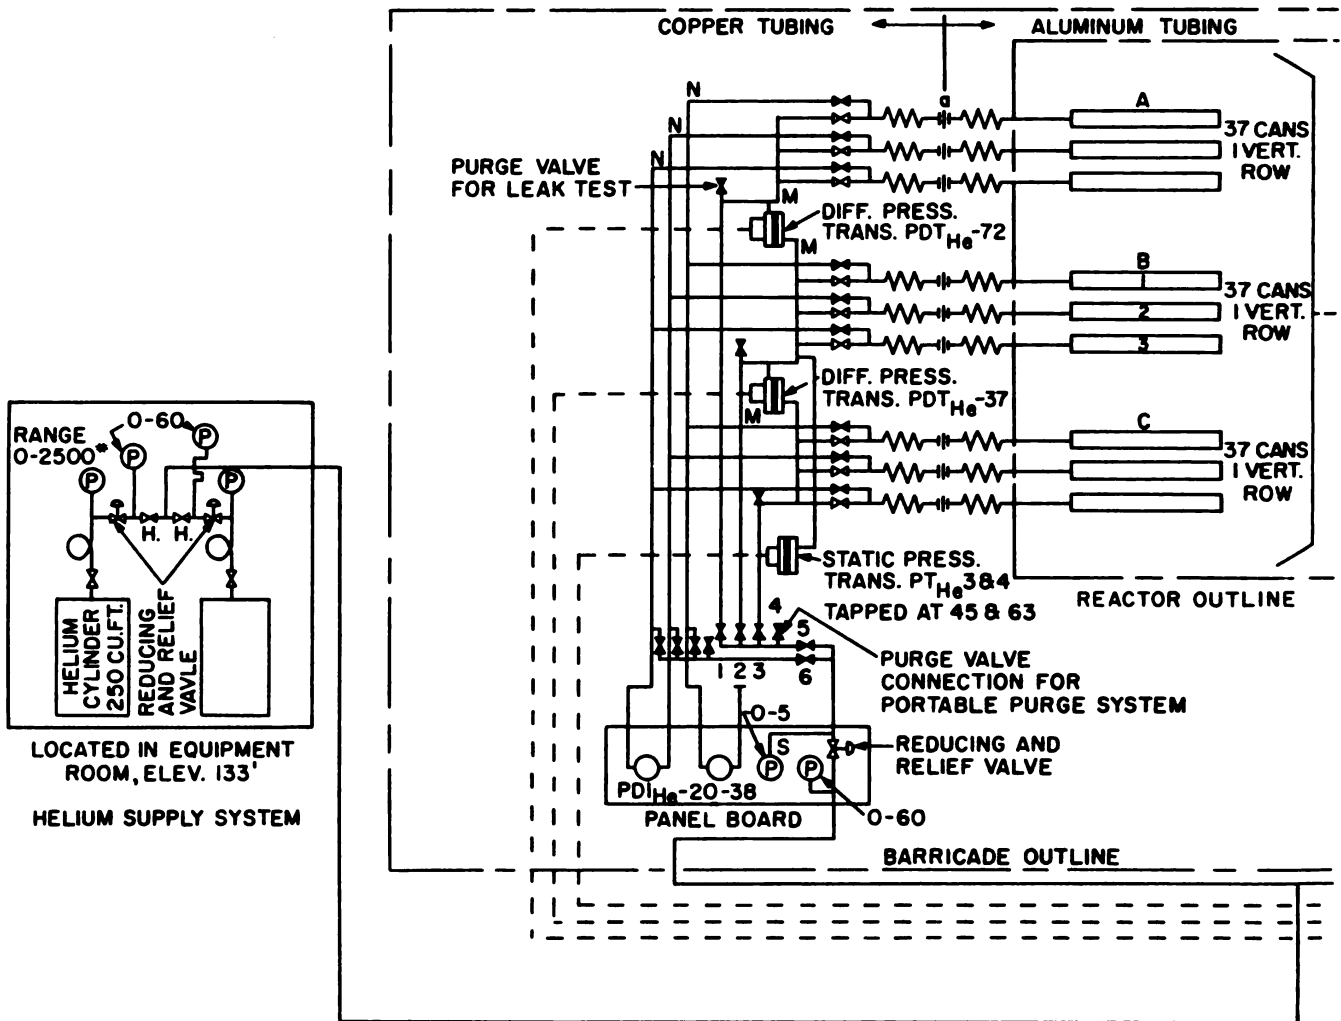 COPPER TUBING
ALUMINUM TUBING
N
a
A
N
37 CANS
1 VERT.
ROW
N
PURGE VALVE
FOR LEAK TEST
M
DIFF. PRESS.
TRANS. PDTHe-72
M
B
1
37 CANS
2
1 VERT.
ROW
3
DIFF. PRESS.
TRANS. PDTHe-37
M
0-60
RANGE
0-2500#
P
P
P
P
C
37 CANS
1 VERT.
ROW
H. H.
STATIC PRESS.
TRANS. PTHe3&4
TAPPED AT 45 & 63
REACTOR OUTLINE
HELIUM
CYLINDER
250 CU.FT.
REDUCING
AND RELIEF
VAVLE
4
5
1 2 3
6
PURGE VALVE
CONNECTION FOR
PORTABLE PURGE SYSTEM
0-5
S
REDUCING AND
RELIEF VALVE
P
P
PDIHe-20-38
0-60
PANEL BOARD
LOCATED IN EQUIPMENT
ROOM, ELEV. 133'
HELIUM SUPPLY SYSTEM
BARRICADE OUTLINE